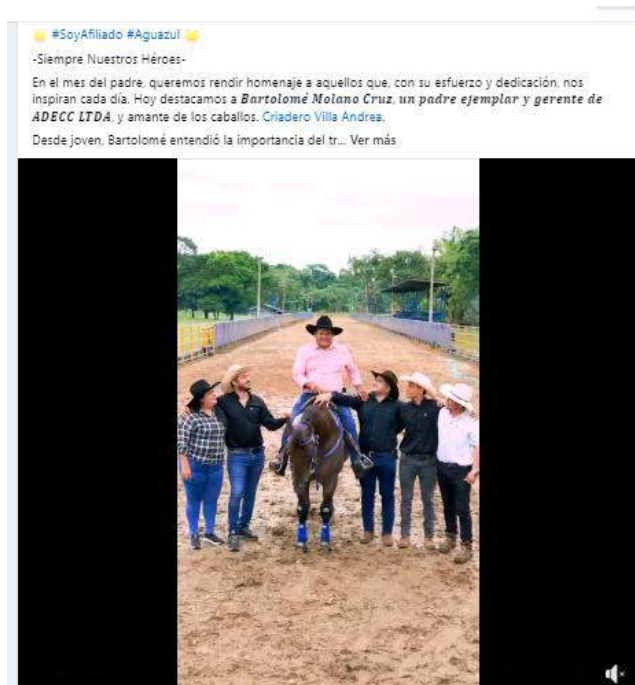 #SoyAfiliado #Aguazul
-Siempre Nuestros Héroes-
En el mes del padre, queremos rendir homenaje a aquellos que, con su esfuerzo y dedicación, nos
inspiran cada día. Hoy destacamos a Bartolomé Molano Cruz, un padre ejemplar y gerente de
ADECC LTDA, y amante de los caballos. Criadero Villa Andrea.
Desde joven, Bartolomé entendió la importancia del tr... Ver más